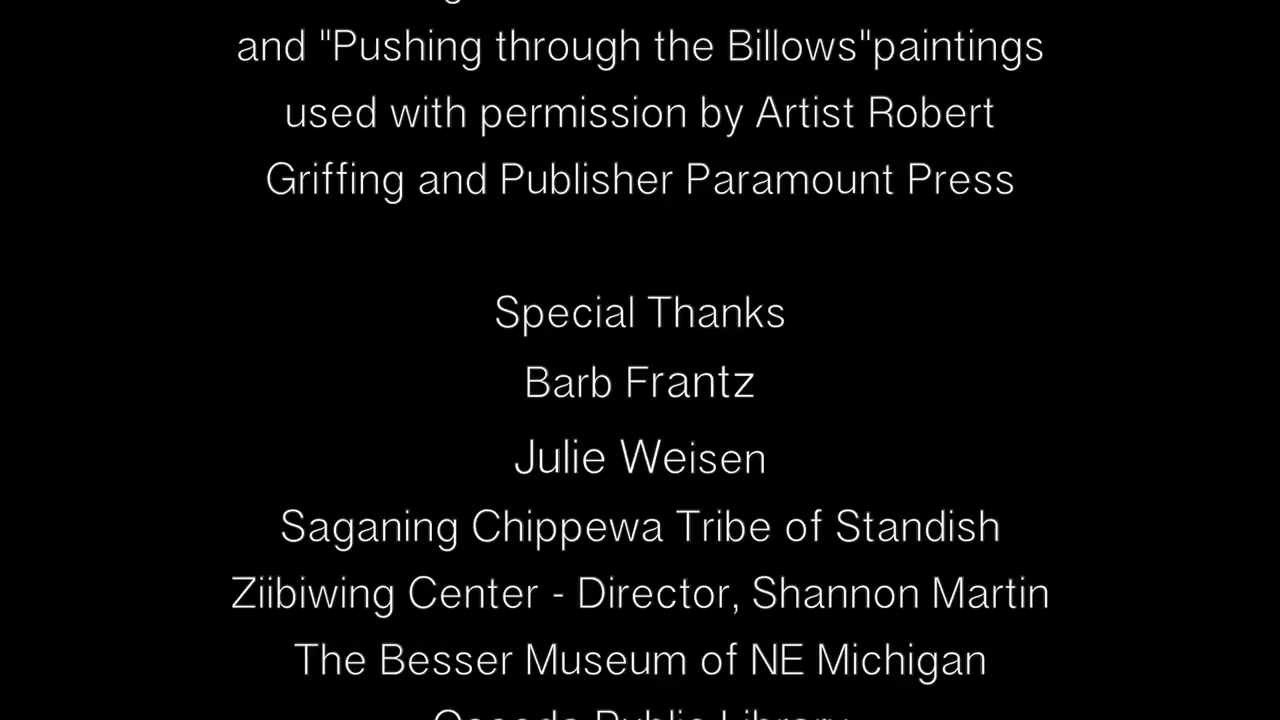 and "Pushing through the Billows"paintings
used with permission by Artist Robert
Griffing and Publisher Paramount Press
Special Thanks
Barb Frantz
Julie Weisen
Saganing Chippewa Tribe of Standish
Ziibiwing Center - Director, Shannon Martin
The Besser Museum of NE Michigan
Public Library